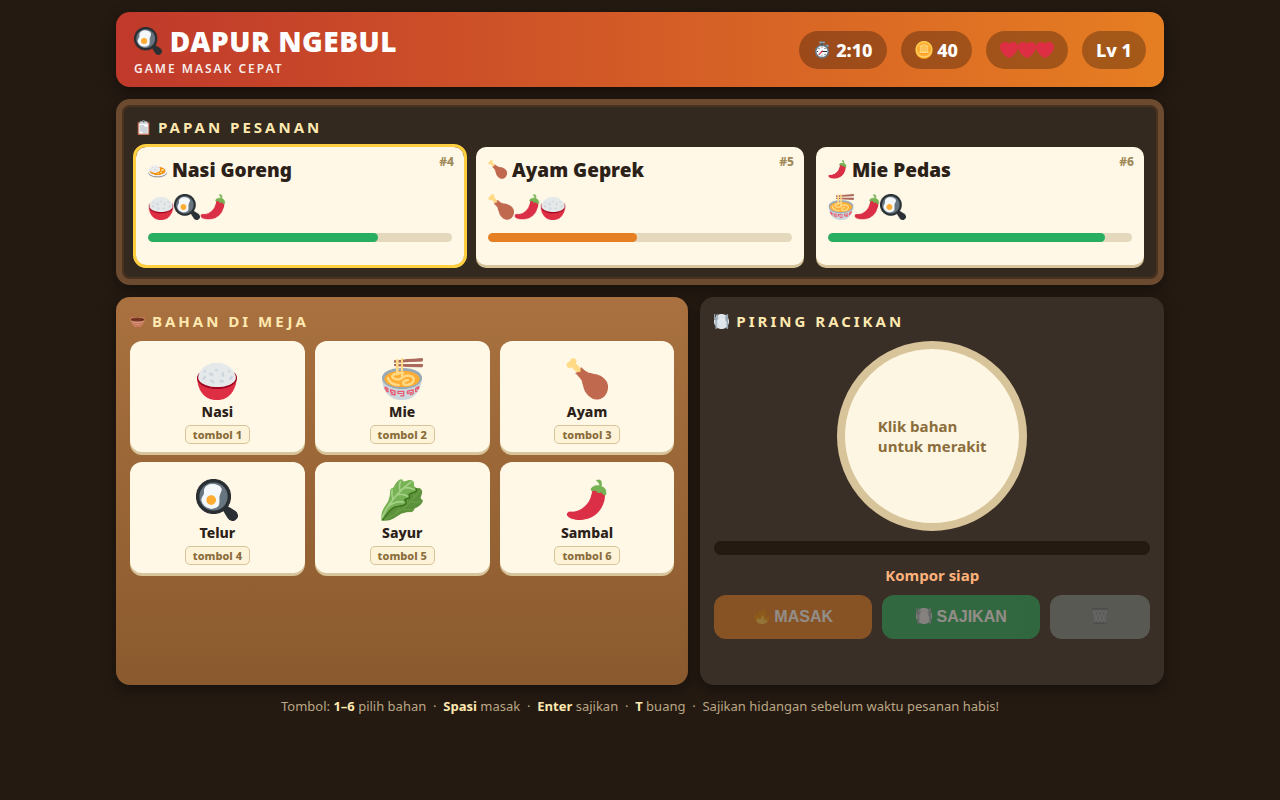 DAPUR NGEBUL
GAME MASAK CEPAT
2:10
40
Lv 1
PAPAN PESANAN
Nasi Goreng
#4
Ayam Geprek
#5
Mie Pedas
#6
BAHAN DI MEJA
Nasi
tombol 1
Mie
tombol 2
Ayam
tombol 3
Telur
tombol 4
Sayur
tombol 5
Sambal
tombol 6
PIRING RACIKAN
Klik bahan
untuk merakit
Kompor siap
MASAK
SAJIKAN
Tombol: 1–6 pilih bahan · Spasi masak · Enter sajikan · T buang · Sajikan hidangan sebelum waktu pesanan habis!